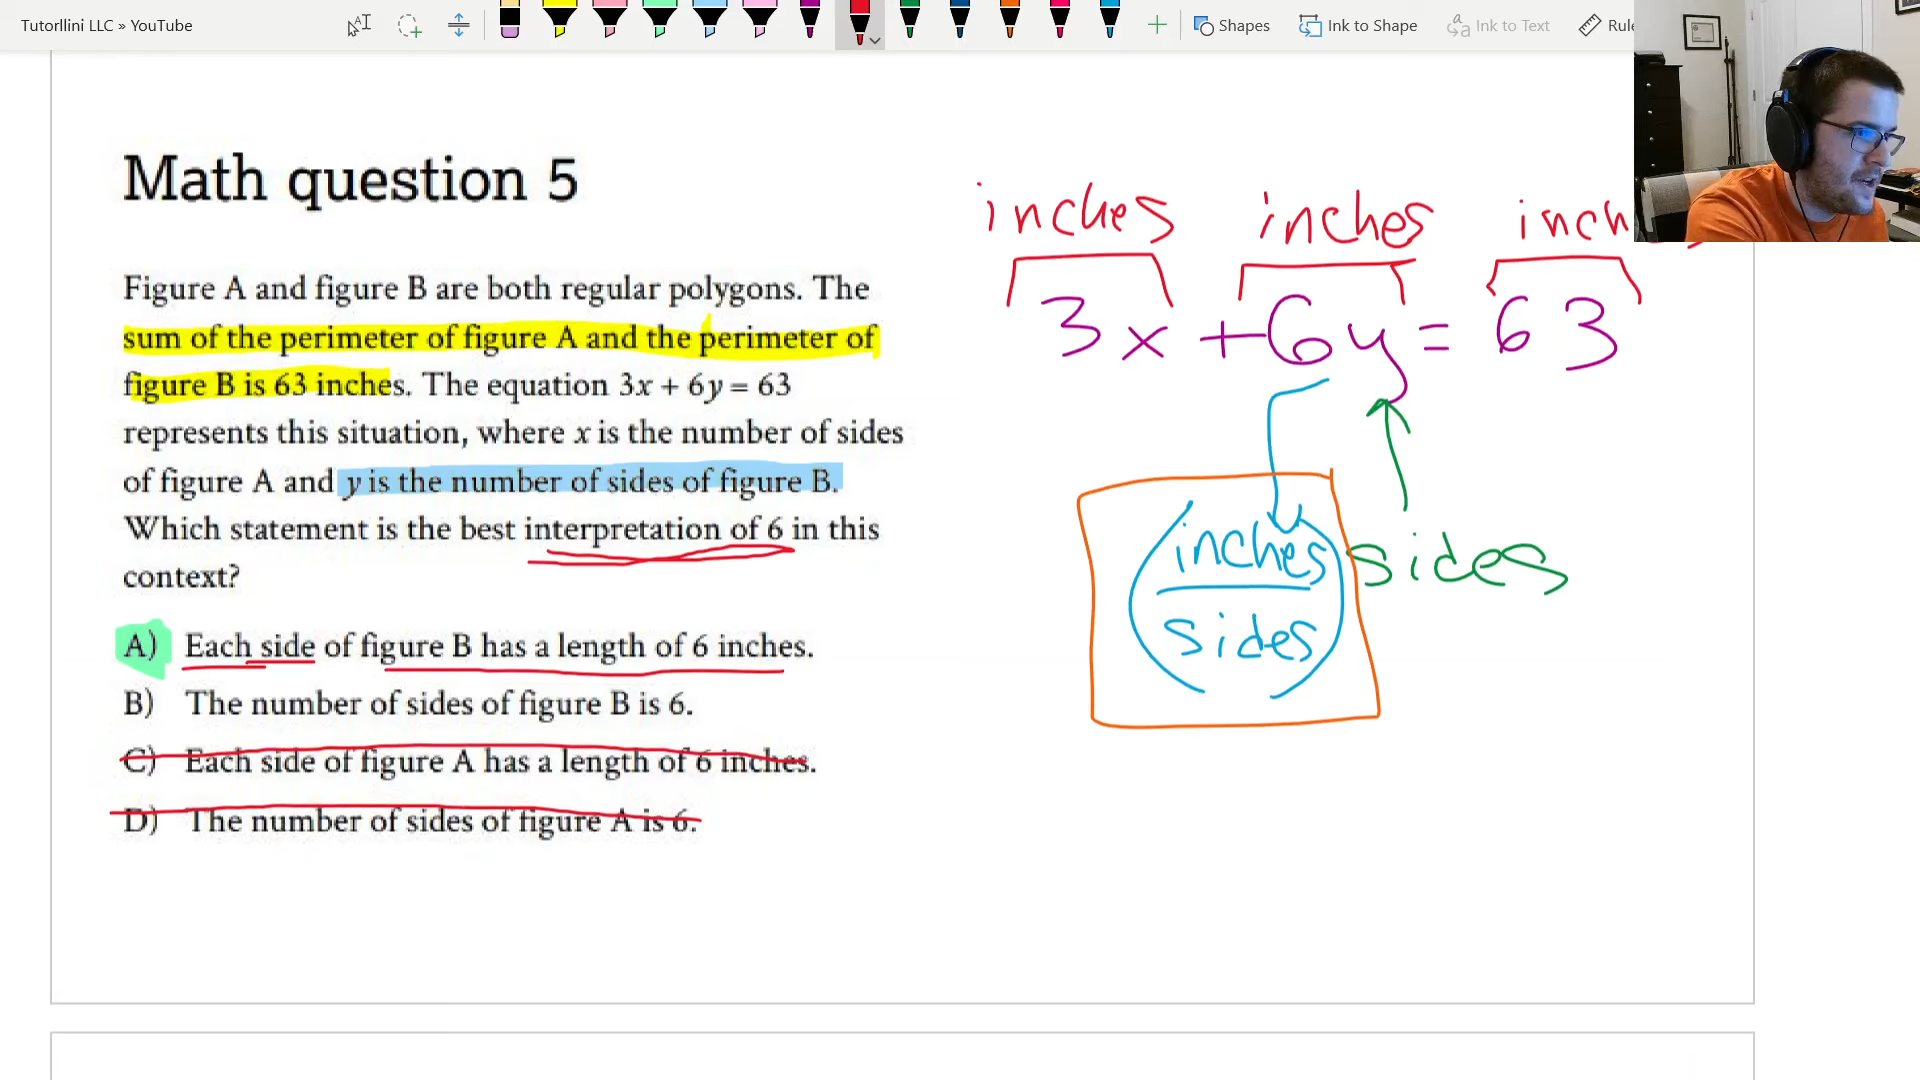 Tutorllini LLC » YouTube
Shapes
Ink to Shape
Ink to Text
Math question 5
Figure A and figure B are both regular polygons. The
sum of the perimeter of figure A and the perimeter of
figure B is 63 inches. The equation 3x + 6y = 63
represents this situation, where x is the number of sides
of figure A and y is the number of sides of figure B.
Which statement is the best interpretation of 6 in this
context?
A) Each side of figure B has a length of 6 inches.
B) The number of sides of figure B is 6.
C) Each side of figure A has a length of 6 inches.
D) The number of sides of figure A is 6.
inches inches
3x + 6y = 63
inches
sides
sides